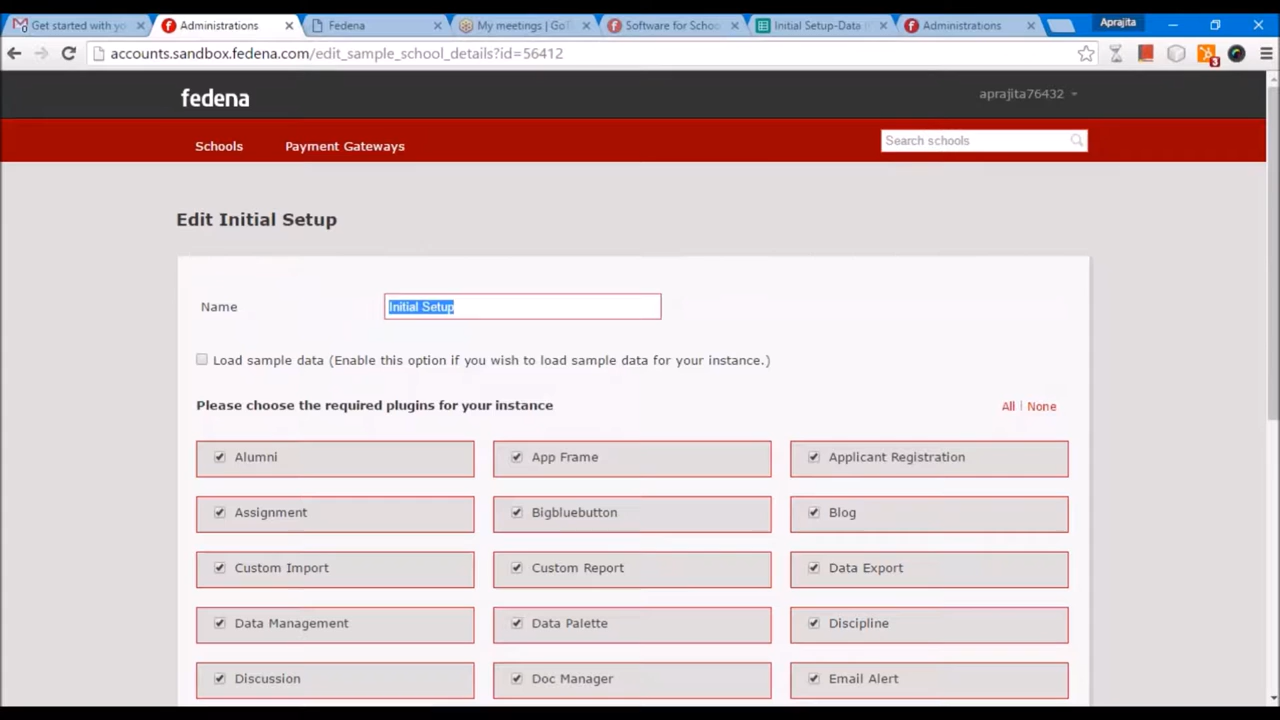 Get started with yo
Administrations
Fedena
My meetings | GoT
Software for Schoo
Initial Setup-Data I
Administrations
Aprajita
accounts.sandbox.fedena.com/edit_sample_school_details?id=56412
3
fedena
aprajita76432
Schools
Payment Gateways
Search schools
Edit Initial Setup
Name
Initial Setup
Load sample data (Enable this option if you wish to load sample data for your instance.)
Please choose the required plugins for your instance
All | None
Alumni
App Frame
Applicant Registration
Assignment
Bigbluebutton
Blog
Custom Import
Custom Report
Data Export
Data Management
Data Palette
Discipline
Discussion
Doc Manager
Email Alert